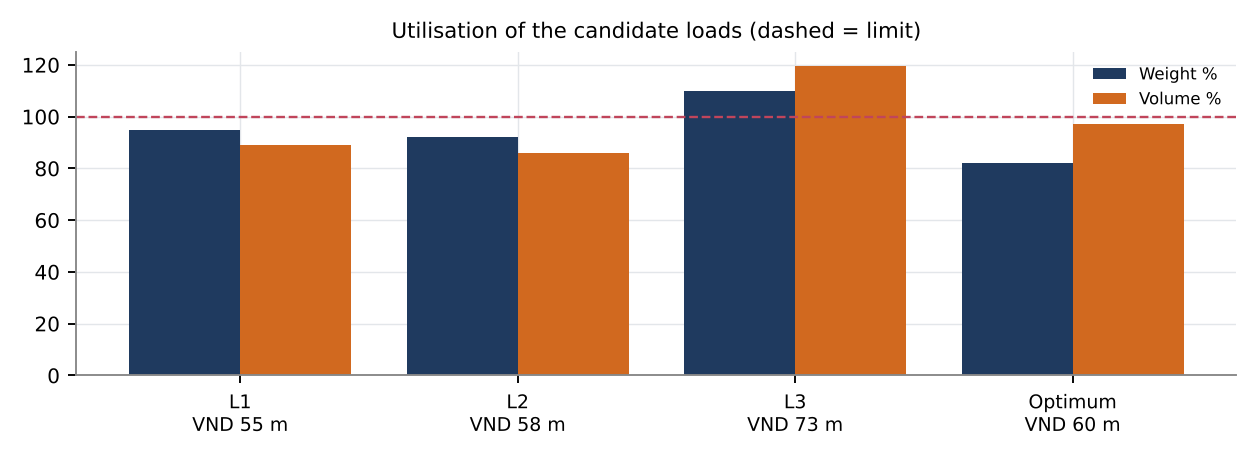 Utilisation of the candidate loads (dashed = limit)
120
100
80
60
40
20
0
Weight %
Volume %
L1
VND 55 m
L2
VND 58 m
L3
VND 73 m
Optimum
VND 60 m